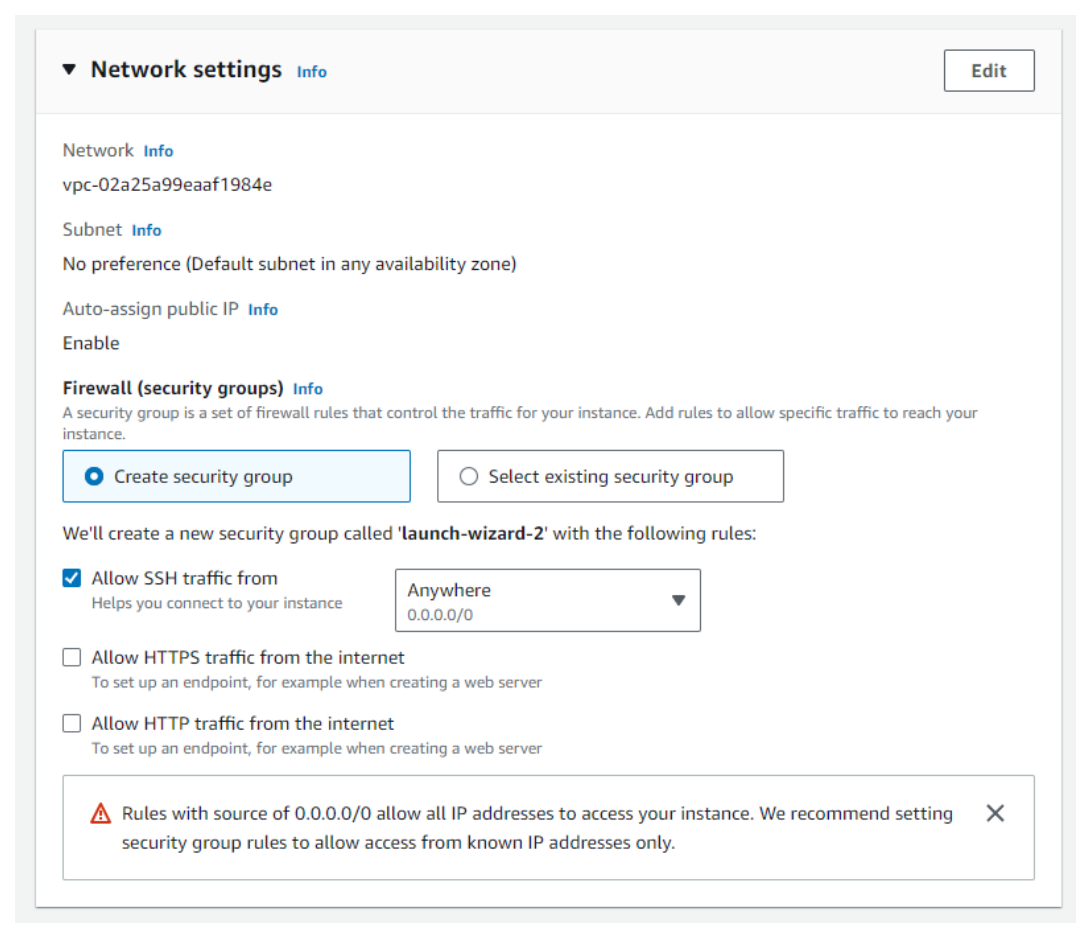 Network settings Info
Edit
Network Info
vpc-02a25a99eaaf1984e
Subnet Info
No preference (Default subnet in any availability zone)
Auto-assign public IP Info
Enable
Firewall (security groups) Info
A security group is a set of firewall rules that control the traffic for your instance. Add rules to allow specific traffic to reach your
instance.
Create security group
Select existing security group
We'll create a new security group called 'launch-wizard-2' with the following rules:
Allow SSH traffic from
Helps you connect to your instance
Anywhere
0.0.0.0/0
Allow HTTPS traffic from the internet
To set up an endpoint, for example when creating a web server
Allow HTTP traffic from the internet
To set up an endpoint, for example when creating a web server
Rules with source of 0.0.0.0/0 allow all IP addresses to access your instance. We recommend setting
security group rules to allow access from known IP addresses only.